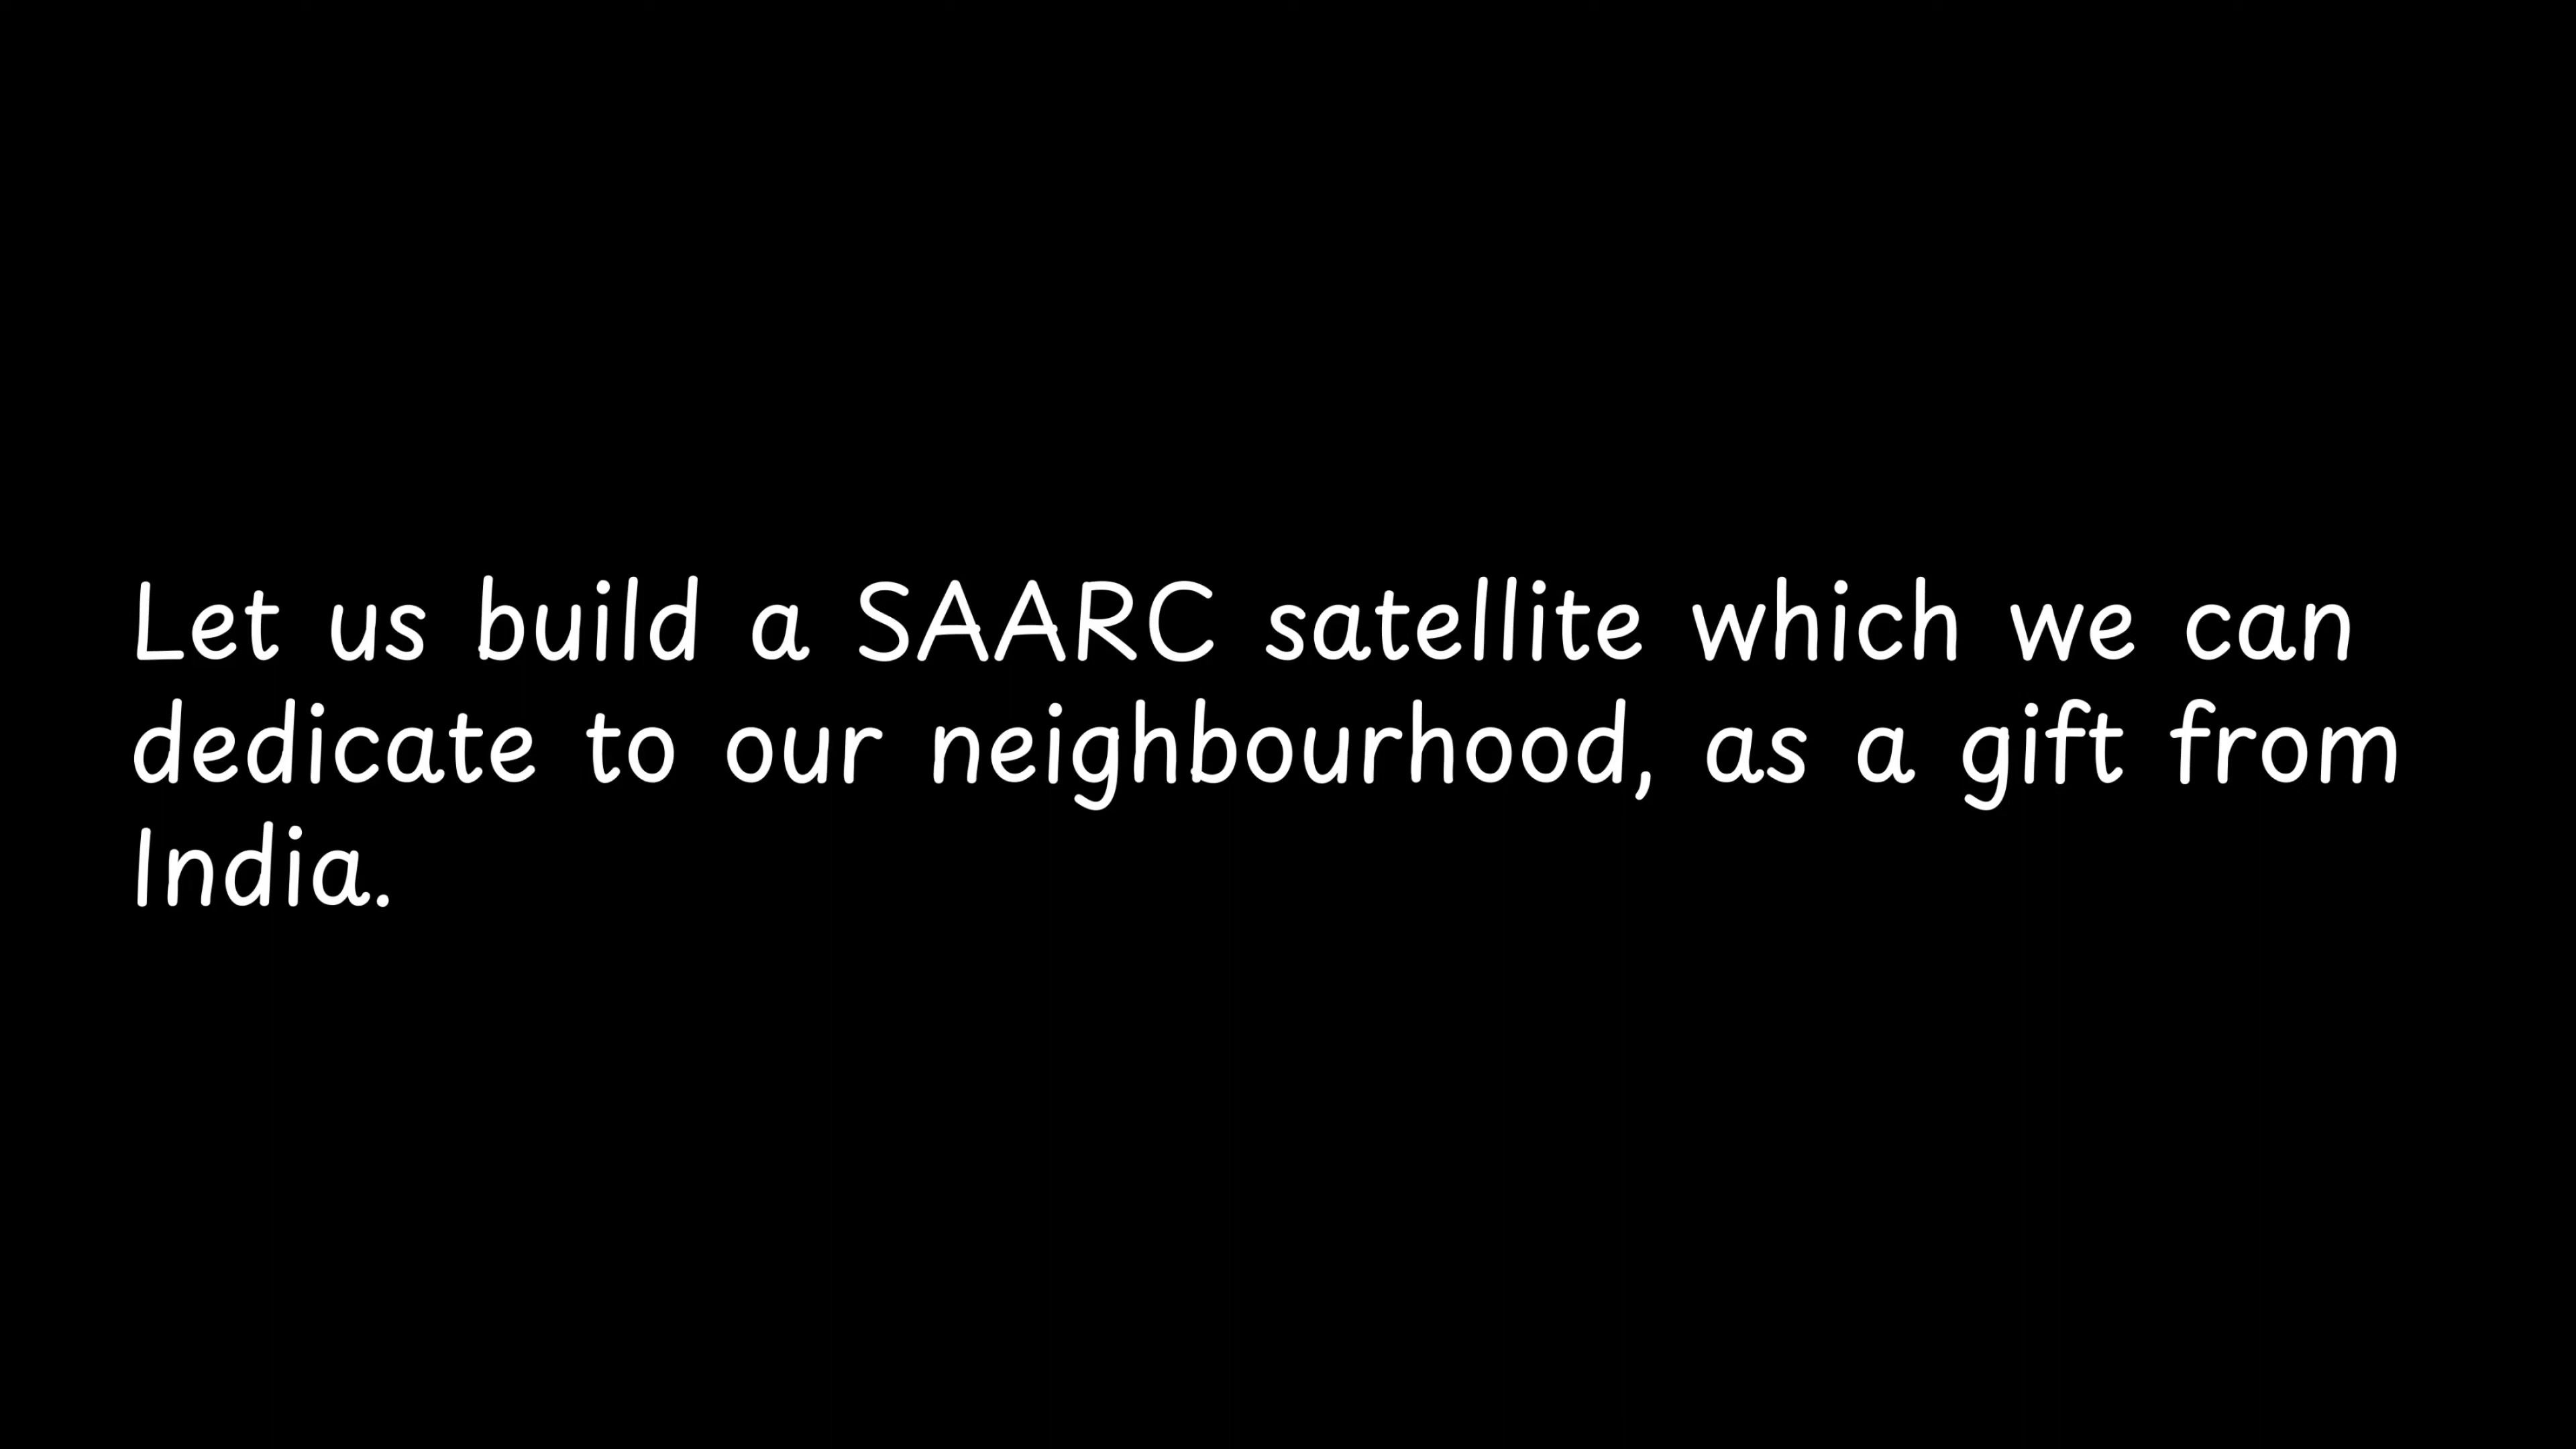 Let us build a SAARC satellite which we can
dedicate to our neighbourhood, as a gift from
India.